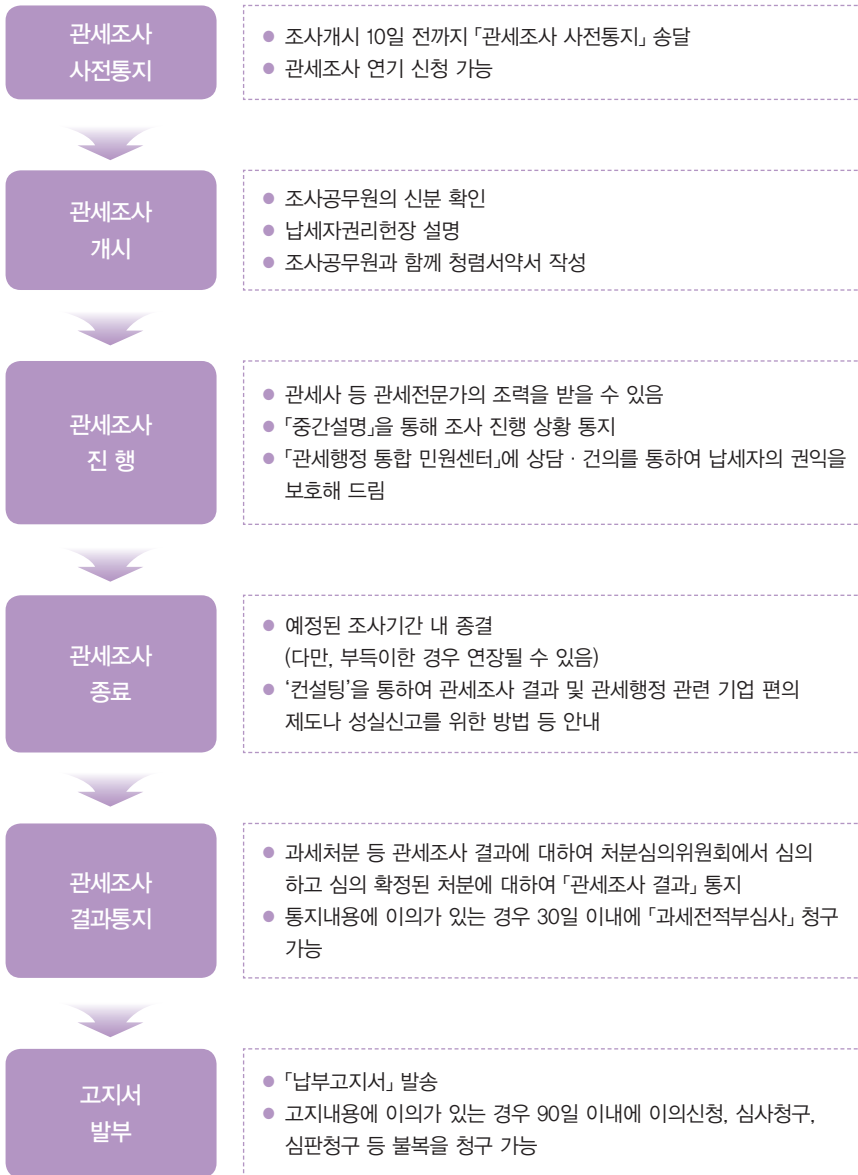 관세조사
사전통지
● 조사개시 10일 전까지 「관세조사 사전통지」 송달
● 관세조사 연기 신청 가능
관세조사
개시
● 조사공무원의 신분 확인
● 납세자권리헌장 설명
● 조사공무원과 함께 청렴서약서 작성
관세조사
진 행
● 관세사 등 관세전문가의 조력을 받을 수 있음
● 「중간설명」을 통해 조사 진행 상황 통지
● 「관세행정 통합 민원센터」에 상담 · 건의를 통하여 납세자의 권익을
보호해 드림
관세조사
종료
● 예정된 조사기간 내 종결
(다만, 부득이한 경우 연장될 수 있음)
● ‘컨설팅’을 통하여 관세조사 결과 및 관세행정 관련 기업 편의
제도나 성실신고를 위한 방법 등 안내
관세조사
결과통지
● 과세처분 등 관세조사 결과에 대하여 처분심의위원회에서 심의
하고 심의 확정된 처분에 대하여 「관세조사 결과」 통지
● 통지내용에 이의가 있는 경우 30일 이내에 「과세전적부심사」 청구
가능
고지서
발부
● 「납부고지서」 발송
● 고지내용에 이의가 있는 경우 90일 이내에 이의신청, 심사청구,
심판청구 등 불복을 청구 가능